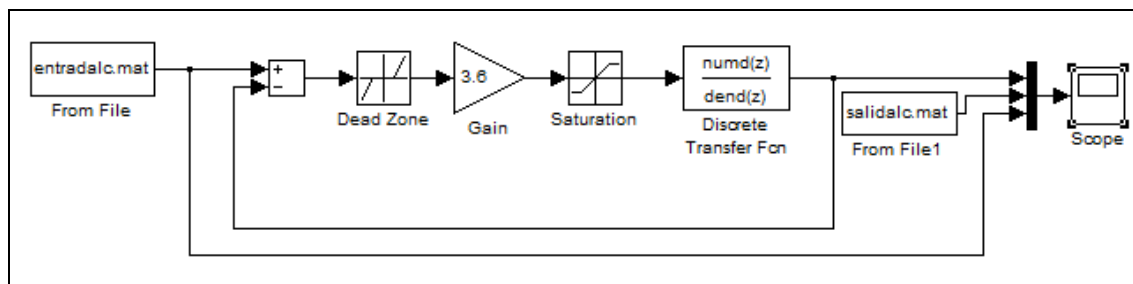 entradalc.mat
From File
+
−
Dead Zone
3.6
Gain
Saturation
numd(z)
dend(z)
Discrete
Transfer Fcn
salidalc.mat
From File1
Scope